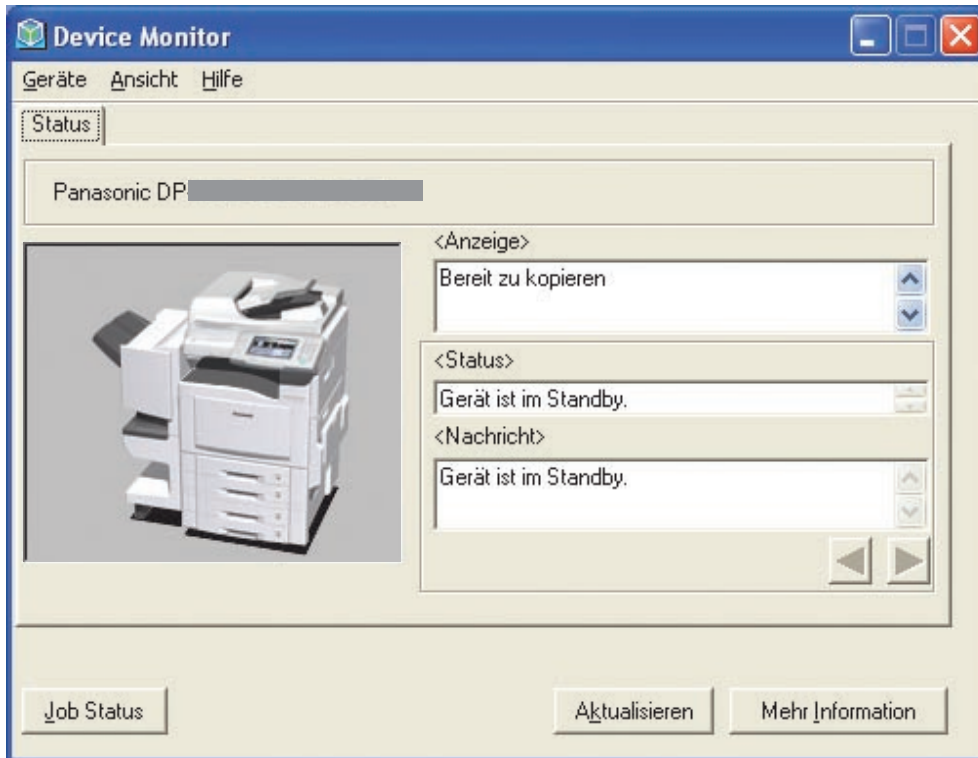 Device Monitor
Geräte Ansicht Hilfe
Status
Panasonic DP
<Anzeige>
Bereit zu kopieren
<Status>
Gerät ist im Standby.
<Nachricht>
Gerät ist im Standby.
Job Status
Aktualisieren
Mehr Information